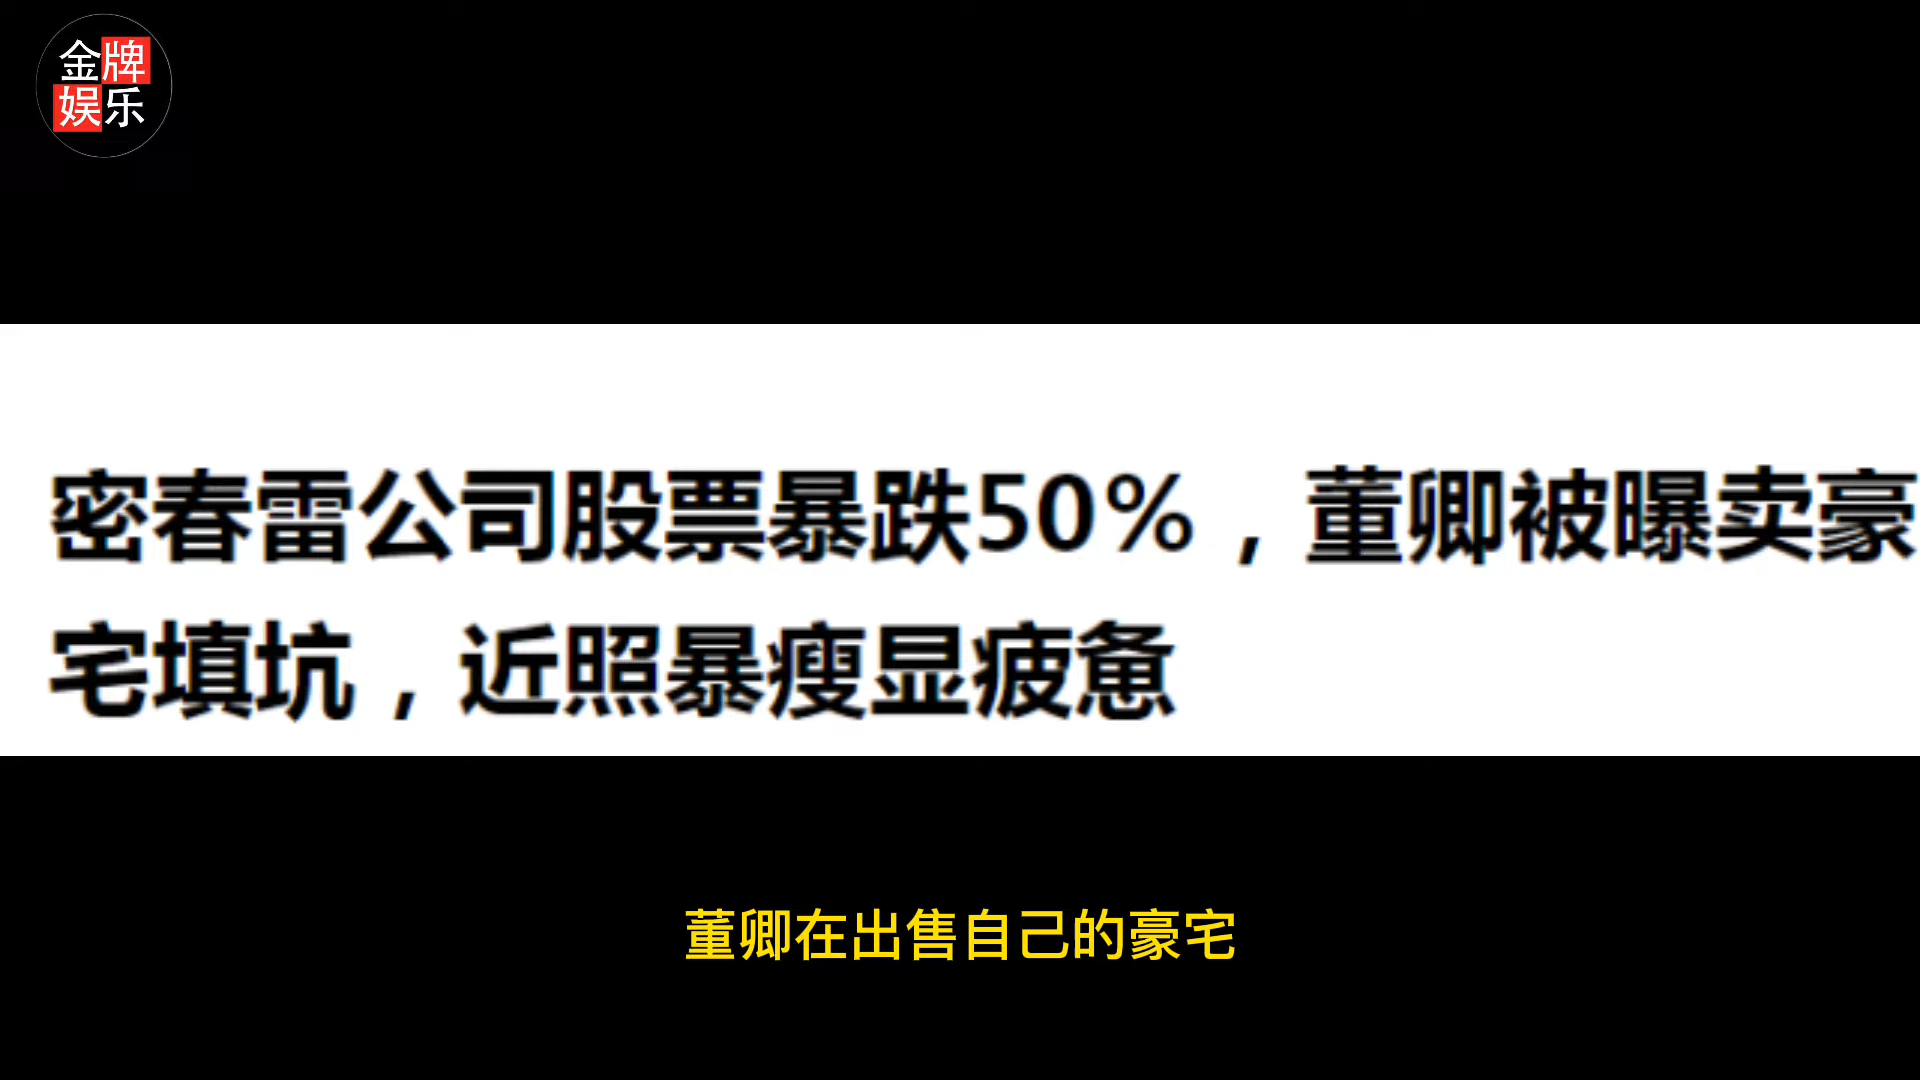 金牌
娱乐
密春雷公司股票暴跌50%，董卿被曝卖豪
宅填坑，近照暴瘦显疲惫
董卿在出售自己的豪宅